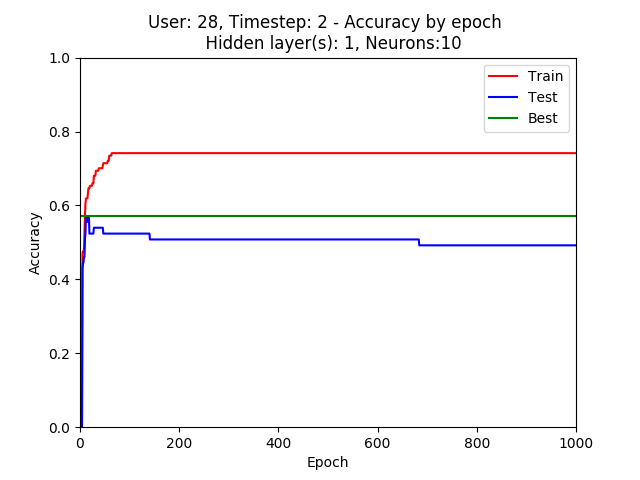 User: 28, Timestep: 2 - Accuracy by epoch
Hidden layer(s): 1, Neurons:10
1.0
0.8
0.6
0.4
0.2
0.0
Accuracy
Train
Test
Best
0 200 400 600 800 1000
Epoch